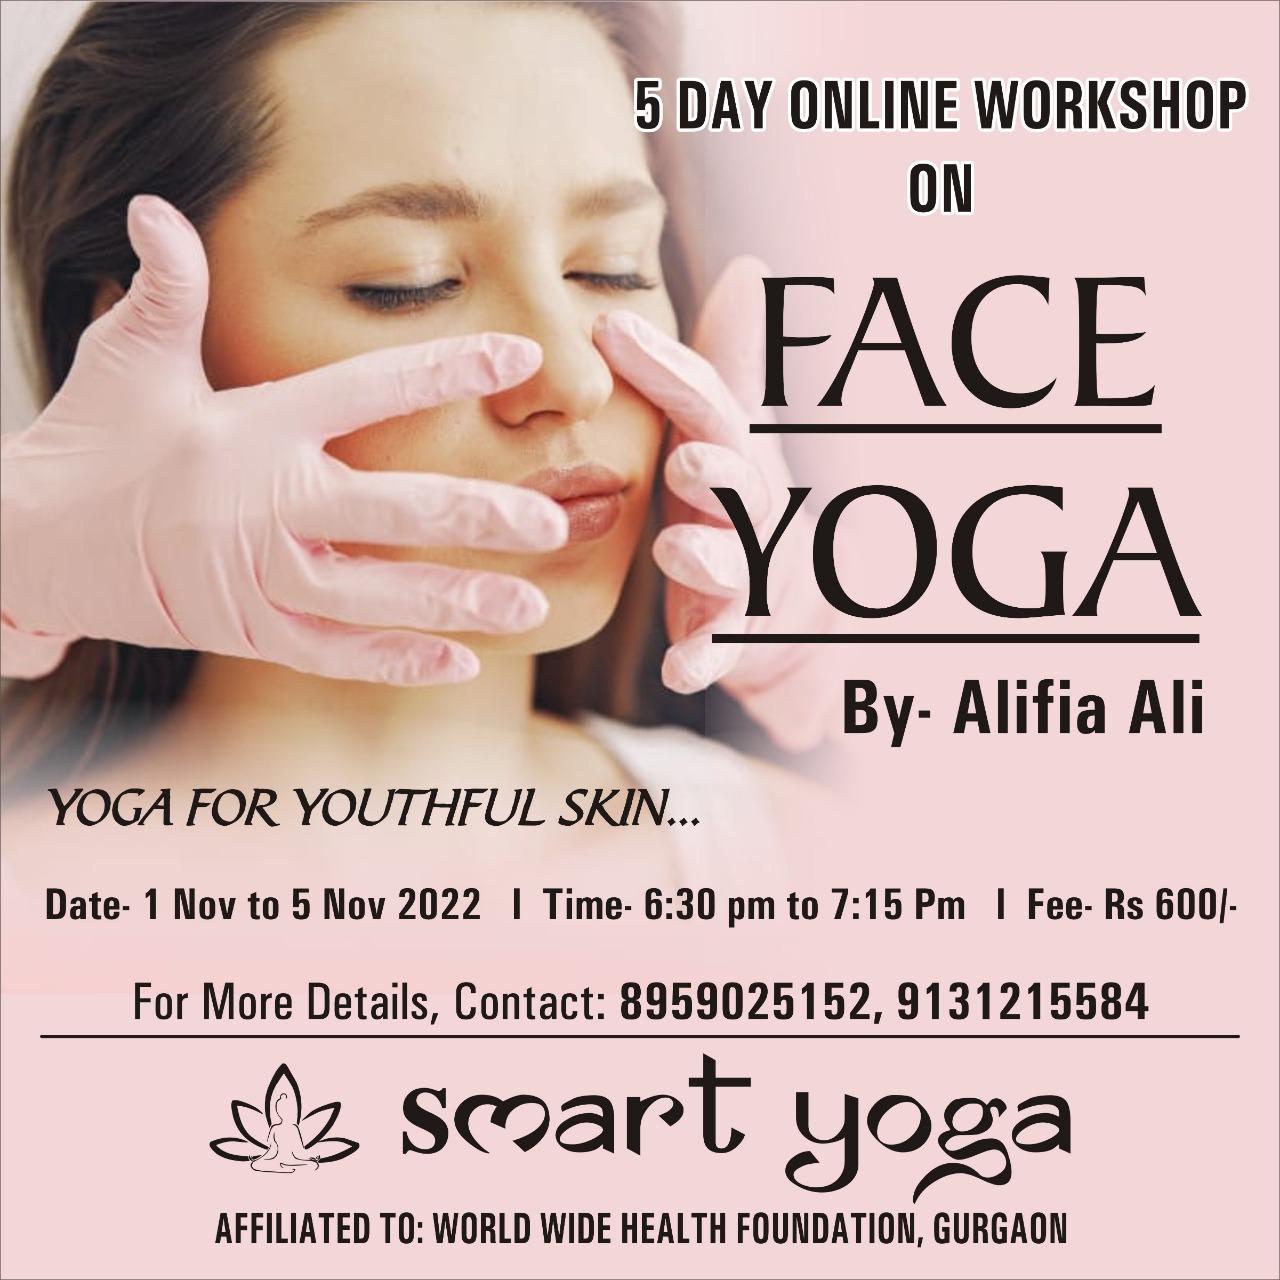 5 DAY ONLINE WORKSHOP
ON
FACE
YOGA
By- Alifia Ali
YOGA FOR YOUTHFUL SKIN...
Date- 1 Nov to 5 Nov 2022 | Time- 6:30 pm to 7:15 Pm | Fee- Rs 600/-
For More Details, Contact: 8959025152, 9131215584
smart yoga
AFFILIATED TO: WORLD WIDE HEALTH FOUNDATION, GURGAON